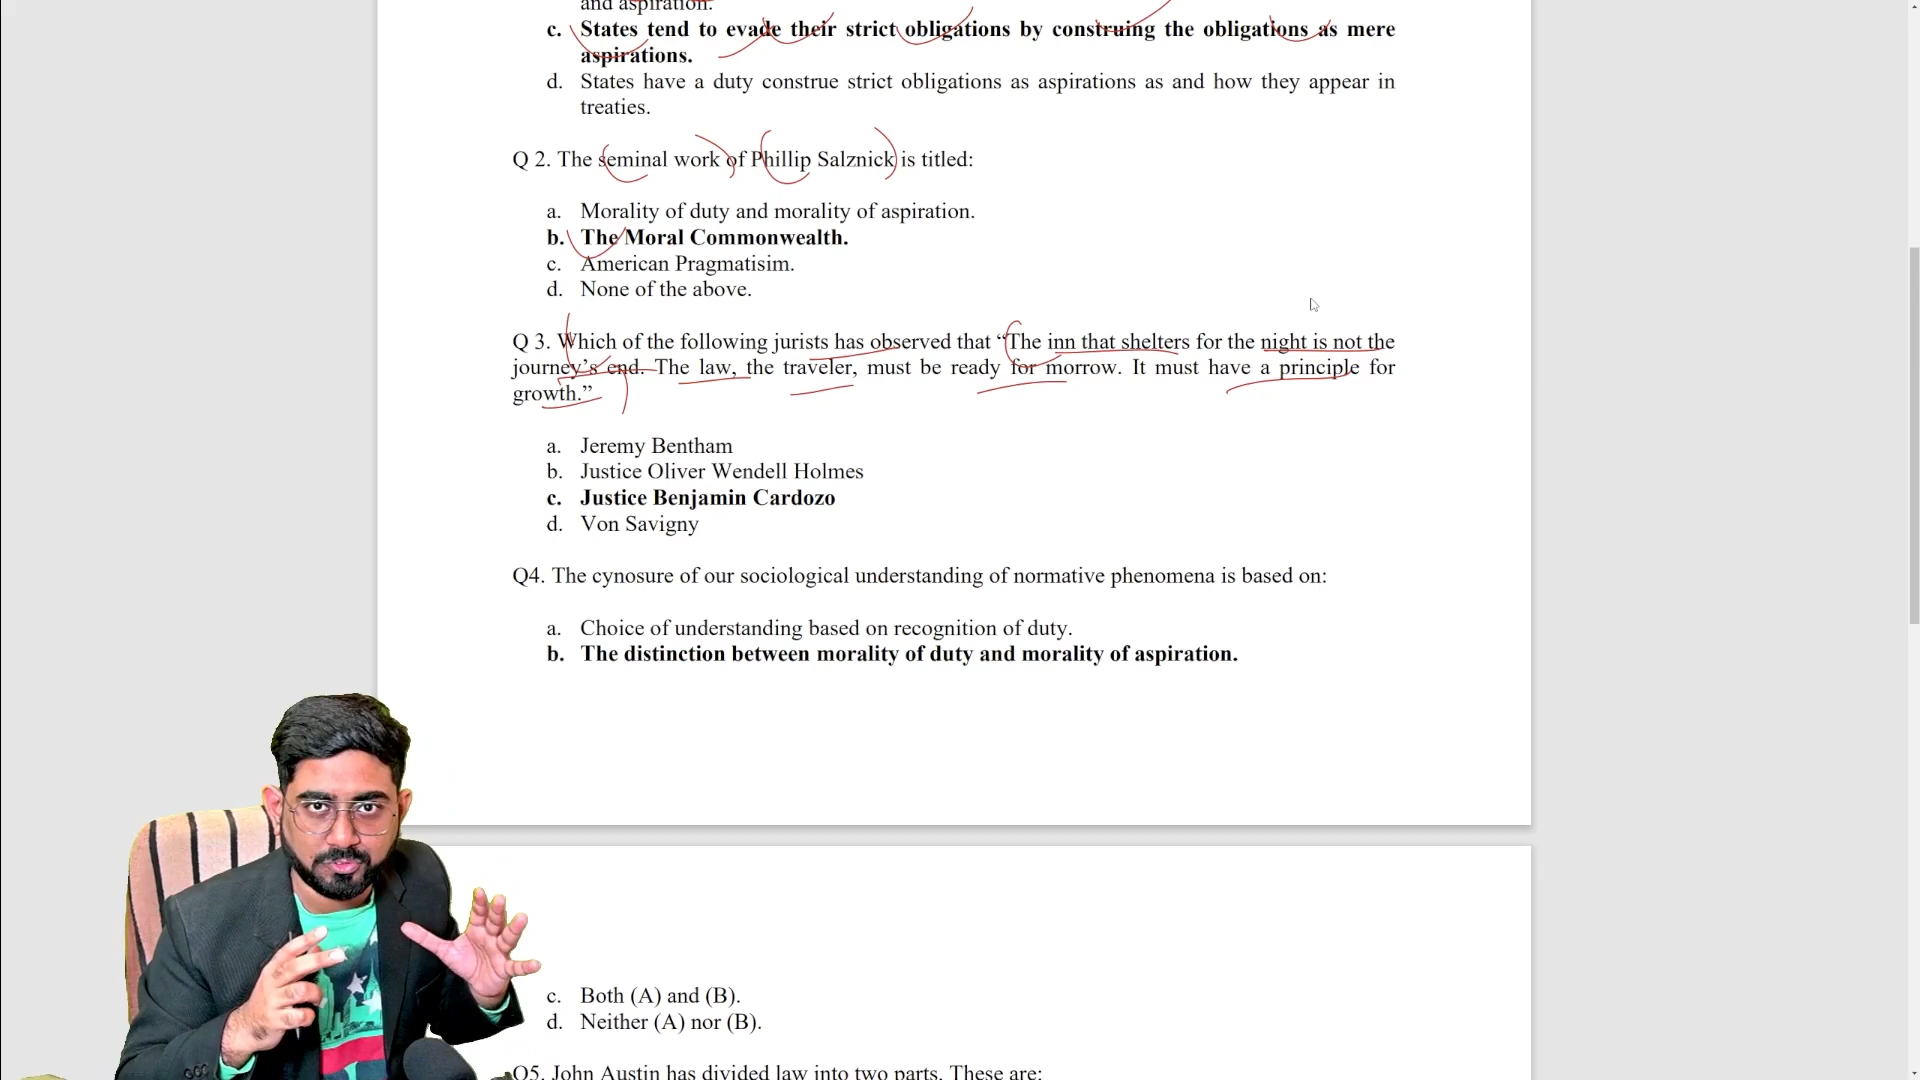 and aspiration.
c. States tend to evade their strict obligations by construing the obligations as mere
aspirations.
d. States have a duty construe strict obligations as aspirations as and how they appear in
treaties.
Q 2. The seminal work of Phillip Salznick is titled:
a. Morality of duty and morality of aspiration.
b. The Moral Commonwealth.
c. American Pragmatisim.
d. None of the above.
Q 3. Which of the following jurists has observed that “The inn that shelters for the night is not the
journey’s end. The law, the traveler, must be ready for morrow. It must have a principle for
growth.”
a. Jeremy Bentham
b. Justice Oliver Wendell Holmes
c. Justice Benjamin Cardozo
d. Von Savigny
Q4. The cynosure of our sociological understanding of normative phenomena is based on:
a. Choice of understanding based on recognition of duty.
b. The distinction between morality of duty and morality of aspiration.
c. Both (A) and (B).
d. Neither (A) nor (B).
Q5. John Austin has divided law into two parts. These are: